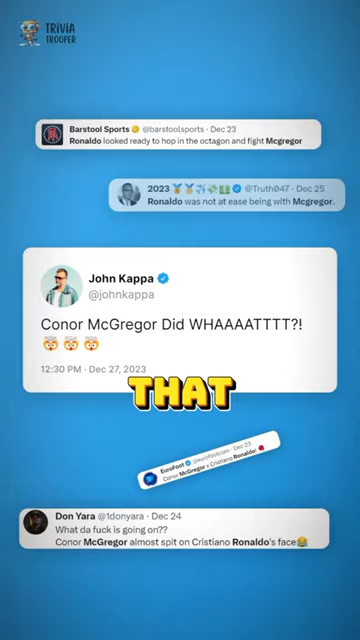 TRiViA
TROOPER
Barstool Sports @barstoolsports · Dec 23
Ronaldo looked ready to hop in the octagon and fight Mcgregor
2023 🥇🏅✈️💸💵 @Truth047 · Dec 25
Ronaldo was not at ease being with Mcgregor.
John Kappa
@johnkappa
Conor McGregor Did WHAAAATTTT?!
🤯 🤯 🤯
12:30 PM · Dec 27, 2023
THAT
EuroFoot @eurofootcom · Dec 23
Conor McGregor x Cristiano Ronaldo!
Don Yara @1donyara · Dec 24
What da fuck is going on??
Conor McGregor almost spit on Cristiano Ronaldo's face😂